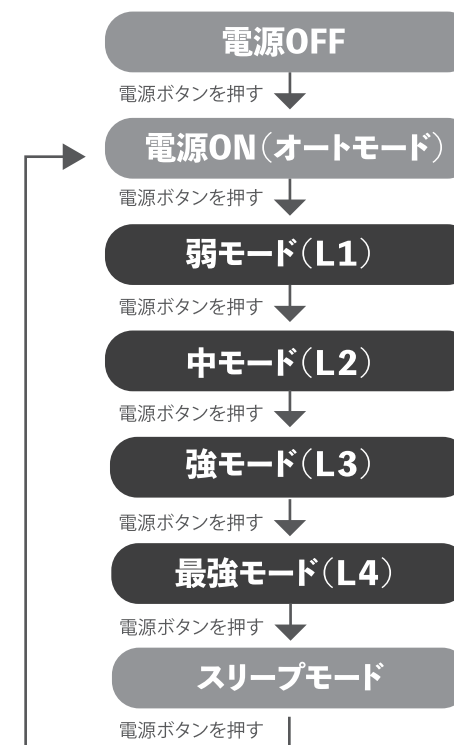 電源OFF
電源ボタンを押す
電源ON（オートモード）
電源ボタンを押す
弱モード（L1）
電源ボタンを押す
中モード（L2）
電源ボタンを押す
強モード（L3）
電源ボタンを押す
最強モード（L4）
電源ボタンを押す
スリープモード
電源ボタンを押す